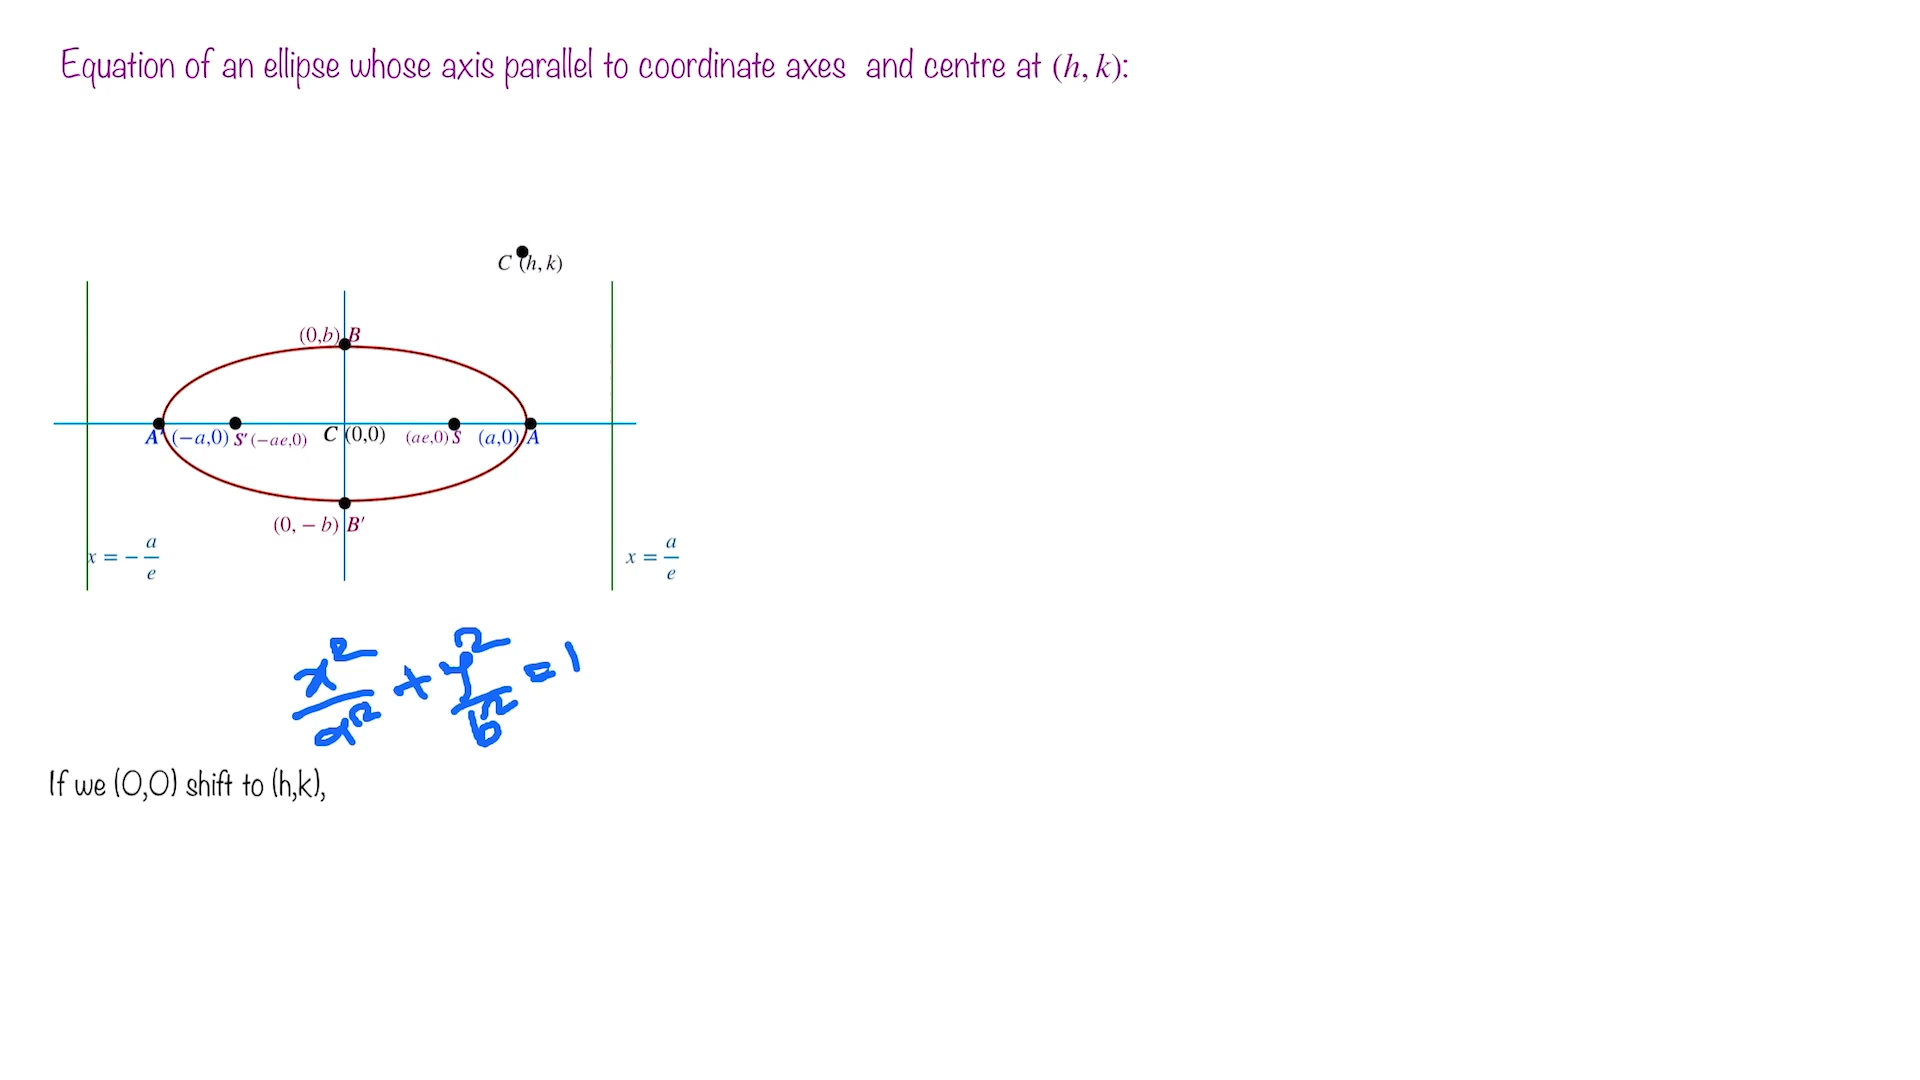 Equation of an ellipse whose axis parallel to coordinate axes and centre at (h, k):
C (h, k)
(0,b) B
A′ (−a,0) S′ (−ae,0) C (0,0) (ae,0) S (a,0) A
(0, − b) B′
x = − a/e
x = a/e
x²/a² + y²/b² = 1
If we (0,0) shift to (h,k),